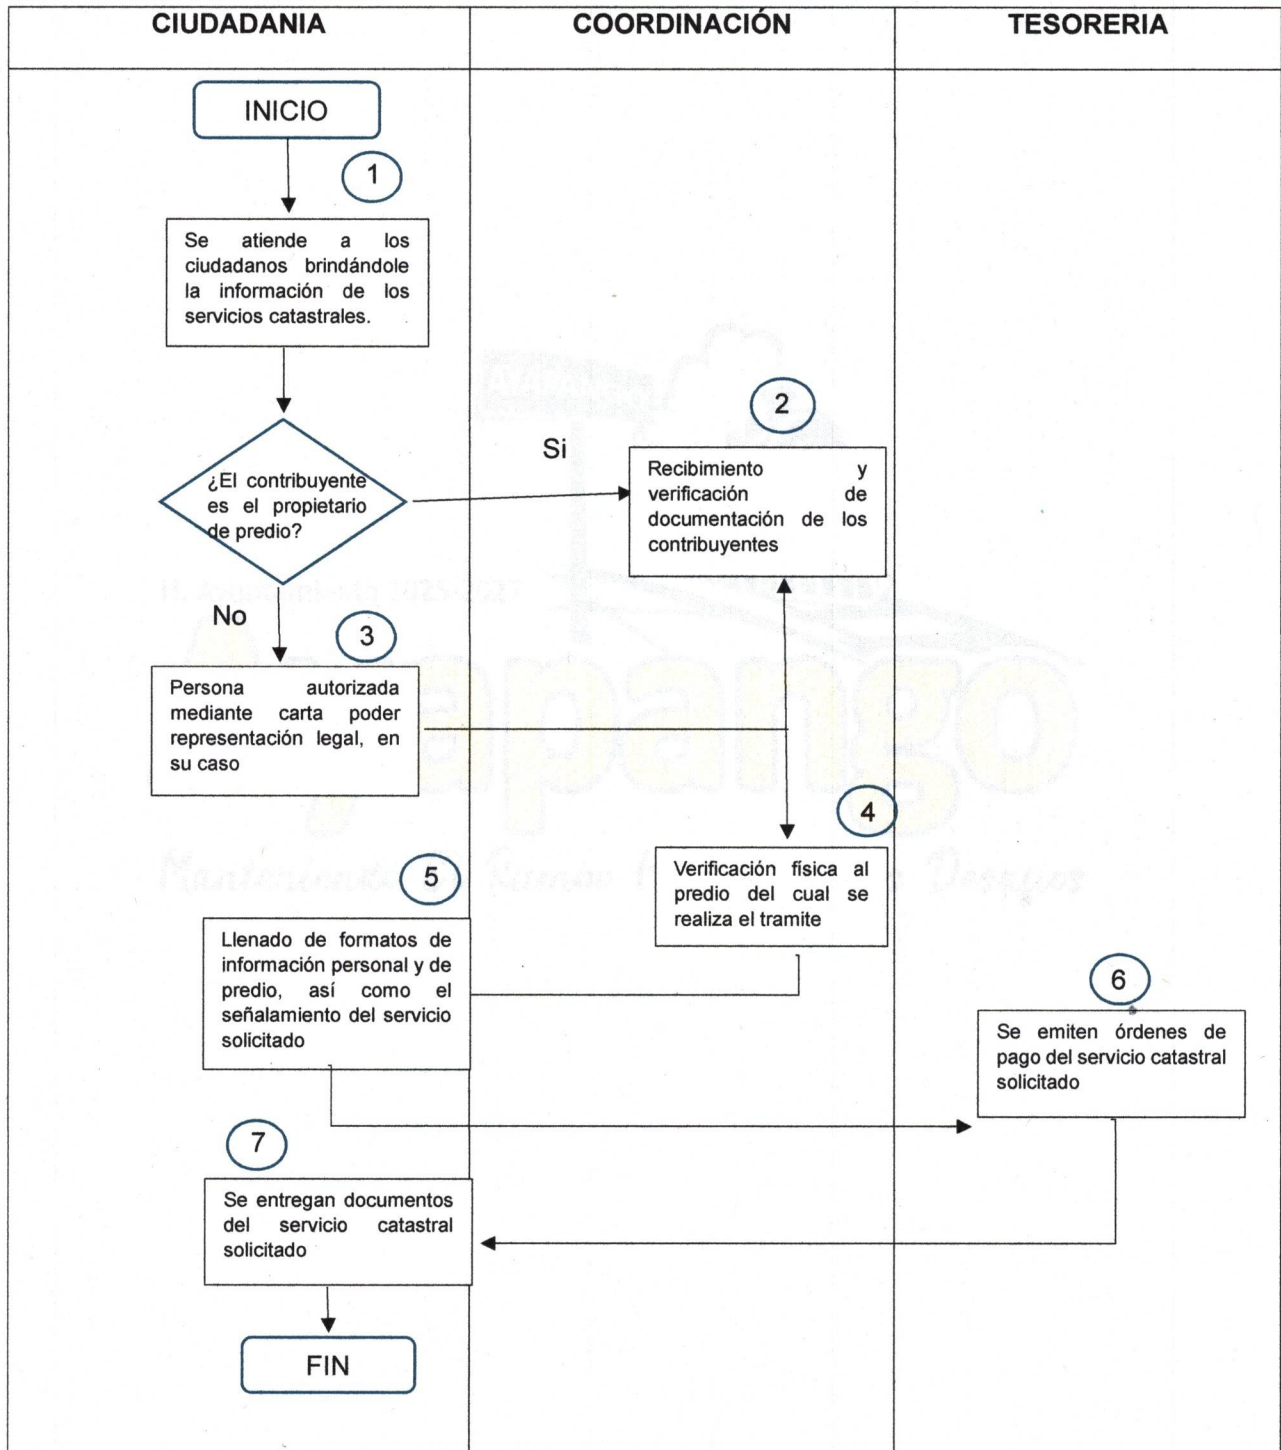 CIUDADANIA
COORDINACIÓN
TESORERIA
INICIO
1
Se atiende a los
ciudadanos brindándole
la información de los
servicios catastrales.
¿El contribuyente
es el propietario
de predio?
Si
2
Recibimiento y
verificación de
documentación de los
contribuyentes
No
3
Persona autorizada
mediante carta poder
representación legal, en
su caso
4
Verificación física al
predio del cual se
realiza el tramite
5
Llenado de formatos de
información personal y de
predio, así como el
señalamiento del servicio
solicitado
6
Se emiten órdenes de
pago del servicio catastral
solicitado
7
Se entregan documentos
del servicio catastral
solicitado
FIN
H. Ayuntamiento 2025-2027
apango